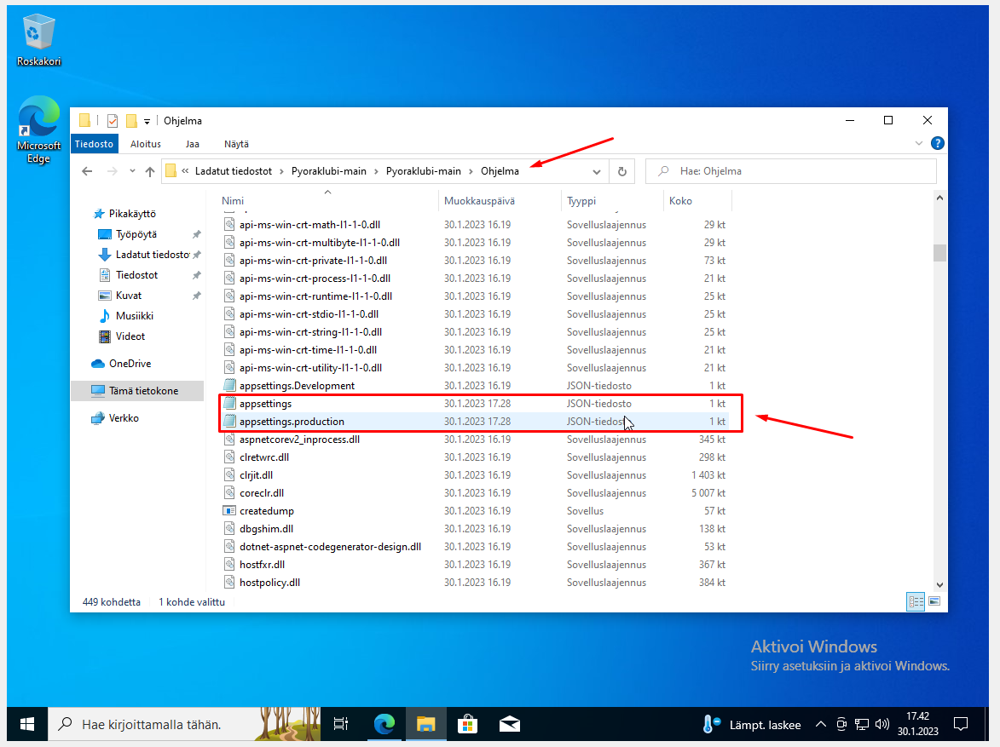 Roskakori
Microsoft
Edge
Ohjelma
Tiedosto Aloitus Jaa Näytä
« Ladatut tiedostot › Pyoraklubi-main › Pyoraklubi-main › Ohjelma
Hae: Ohjelma
Pikakäyttö
Työpöytä
Ladatut tiedosto
Tiedostot
Kuvat
Musiikki
Videot
OneDrive
Tämä tietokone
Verkko
Nimi Muokkauspäivä Tyyppi Koko
api-ms-win-crt-math-l1-1-0.dll 30.1.2023 16.19 Sovelluslaajennus 29 kt
api-ms-win-crt-multibyte-l1-1-0.dll 30.1.2023 16.19 Sovelluslaajennus 29 kt
api-ms-win-crt-private-l1-1-0.dll 30.1.2023 16.19 Sovelluslaajennus 73 kt
api-ms-win-crt-process-l1-1-0.dll 30.1.2023 16.19 Sovelluslaajennus 21 kt
api-ms-win-crt-runtime-l1-1-0.dll 30.1.2023 16.19 Sovelluslaajennus 25 kt
api-ms-win-crt-stdio-l1-1-0.dll 30.1.2023 16.19 Sovelluslaajennus 25 kt
api-ms-win-crt-string-l1-1-0.dll 30.1.2023 16.19 Sovelluslaajennus 25 kt
api-ms-win-crt-time-l1-1-0.dll 30.1.2023 16.19 Sovelluslaajennus 21 kt
api-ms-win-crt-utility-l1-1-0.dll 30.1.2023 16.19 Sovelluslaajennus 21 kt
appsettings.Development 30.1.2023 16.19 JSON-tiedosto 1 kt
appsettings 30.1.2023 17.28 JSON-tiedosto 1 kt
appsettings.production 30.1.2023 17.28 JSON-tiedosto 1 kt
aspnetcorev2_inprocess.dll 30.1.2023 16.19 Sovelluslaajennus 345 kt
clretwrc.dll 30.1.2023 16.19 Sovelluslaajennus 298 kt
clrjit.dll 30.1.2023 16.19 Sovelluslaajennus 1 403 kt
coreclr.dll 30.1.2023 16.19 Sovelluslaajennus 5 007 kt
createdump 30.1.2023 16.19 Sovellus 57 kt
dbgshim.dll 30.1.2023 16.19 Sovelluslaajennus 138 kt
dotnet-aspnet-codegenerator-design.dll 30.1.2023 16.19 Sovelluslaajennus 53 kt
hostfxr.dll 30.1.2023 16.19 Sovelluslaajennus 367 kt
hostpolicy.dll 30.1.2023 16.19 Sovelluslaajennus 384 kt
449 kohdetta 1 kohde valittu
Aktivoi Windows
Siirry asetuksiin ja aktivoi Windows.
Hae kirjoittamalla tähän.
Lämpt. laskee
17.42
30.1.2023